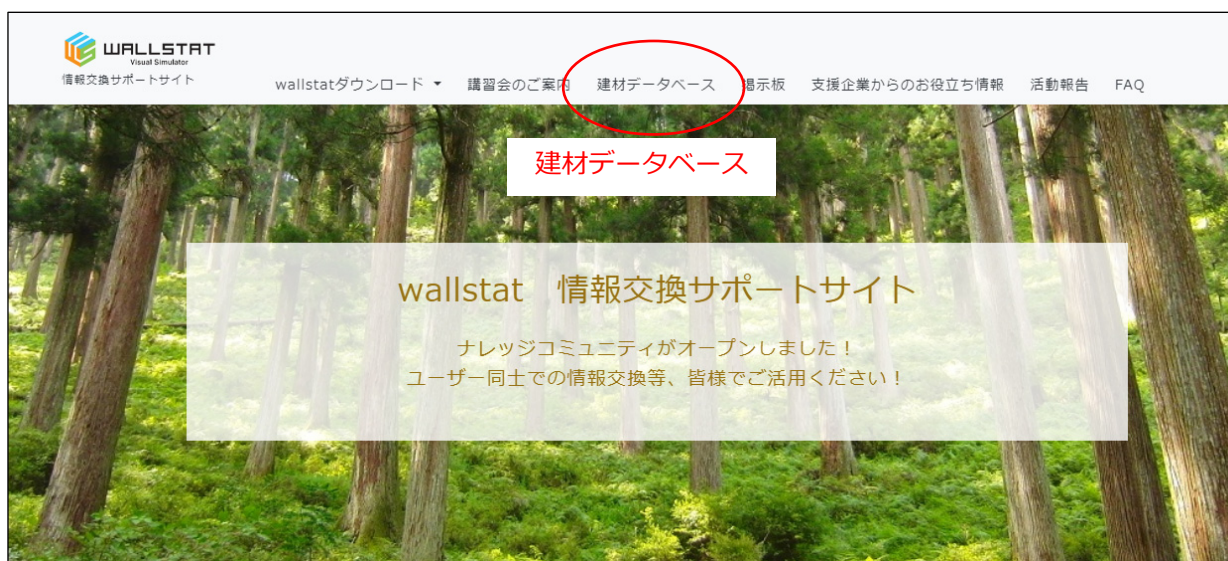 WALLSTAT
Visual Simulator
情報交換サポートサイト
wallstatダウンロード 講習会のご案内 建材データベース 掲示板 支援企業からのお役立ち情報 活動報告 FAQ
建材データベース
wallstat 情報交換サポートサイト
ナレッジコミュニティがオープンしました！
ユーザー同士での情報交換等、皆様でご活用ください！